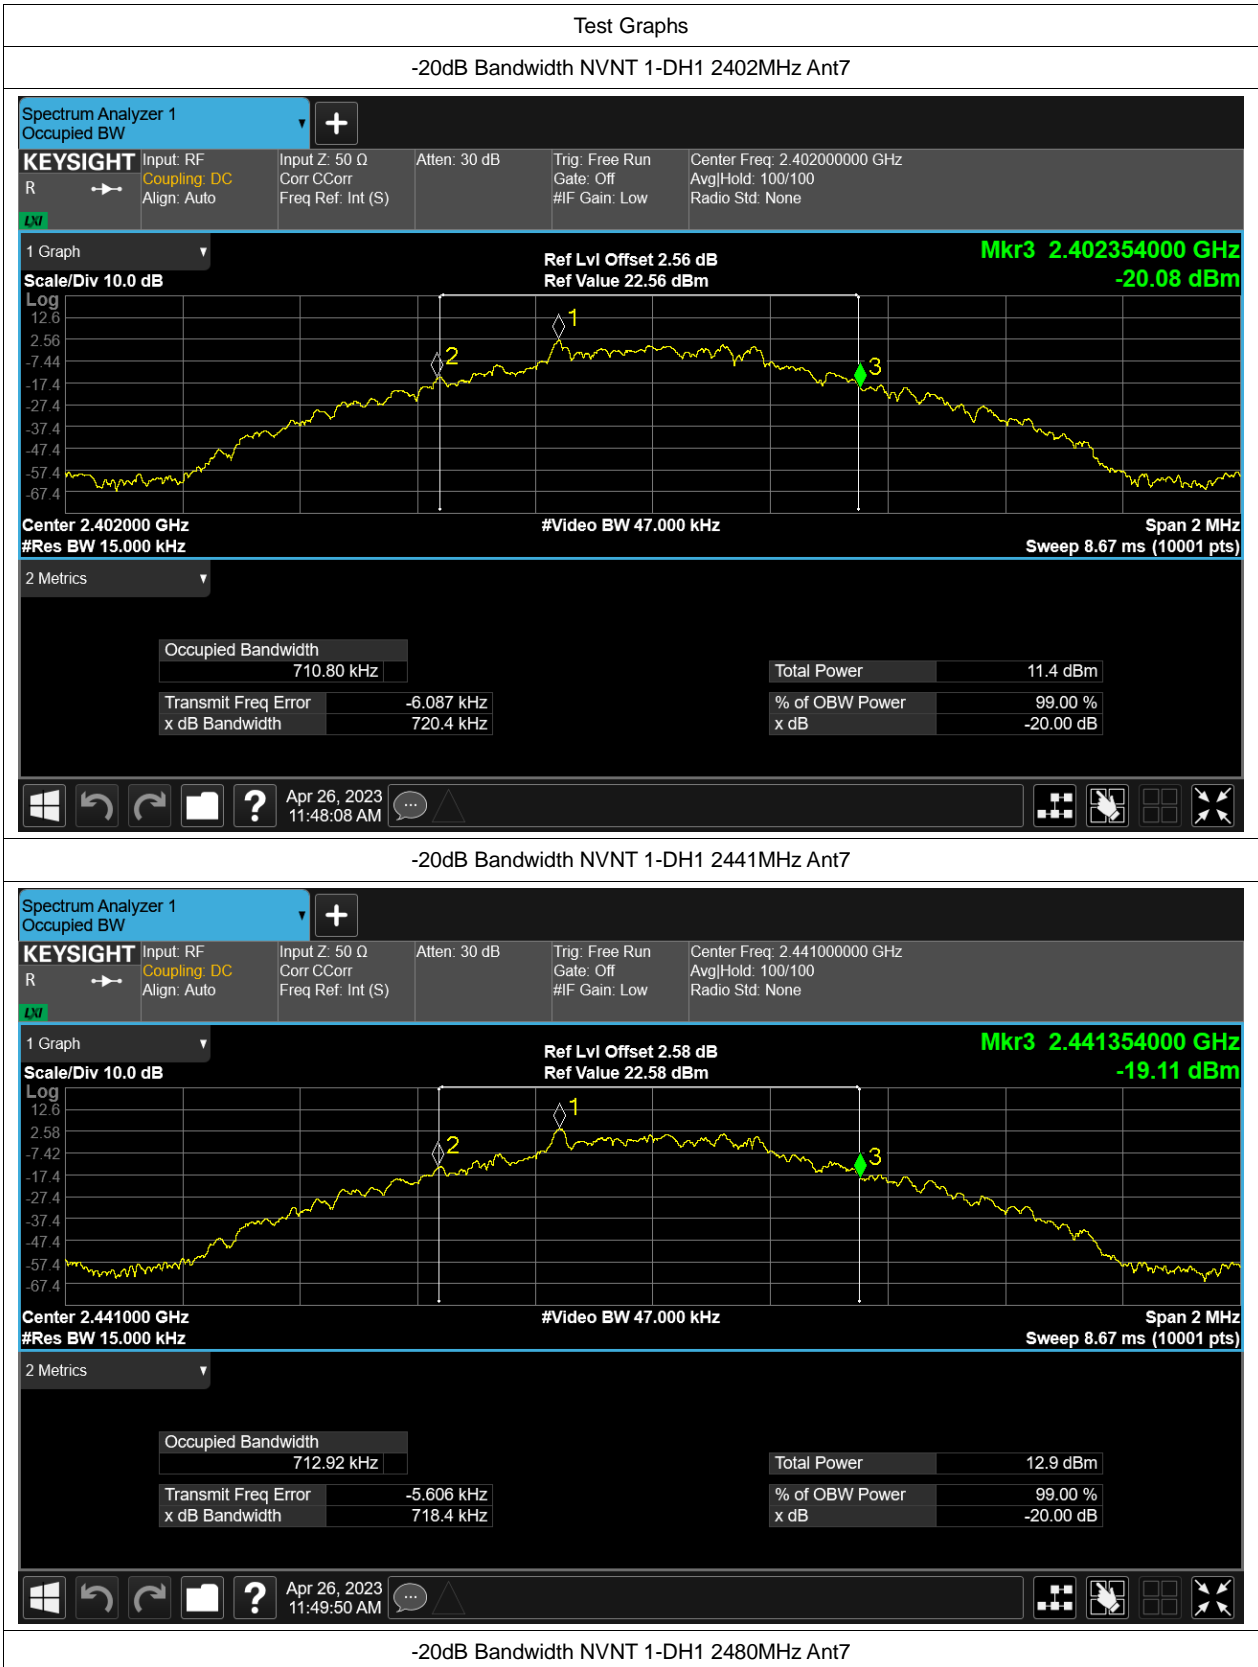 Test Graphs
-20dB Bandwidth NVNT 1-DH1 2402MHz Ant7
Spectrum Analyzer 1
Occupied BW
KEYSIGHT Input: RF Input Z: 50 Ω Atten: 30 dB Trig: Free Run Center Freq: 2.402000000 GHz
R Coupling: DC Corr CCorr Gate: Off Avg|Hold: 100/100
Align: Auto Freq Ref: Int (S) #IF Gain: Low Radio Std: None
LXI
1 Graph Ref Lvl Offset 2.56 dB Mkr3 2.402354000 GHz
Scale/Div 10.0 dB Ref Value 22.56 dBm -20.08 dBm
Log
12.6
2.56
-7.44
-17.4
-27.4
-37.4
-47.4
-57.4
-67.4
1
2
3
Center 2.402000 GHz #Video BW 47.000 kHz Span 2 MHz
#Res BW 15.000 kHz Sweep 8.67 ms (10001 pts)
2 Metrics
Occupied Bandwidth
710.80 kHz Total Power 11.4 dBm
Transmit Freq Error -6.087 kHz % of OBW Power 99.00 %
x dB Bandwidth 720.4 kHz x dB -20.00 dB
? Apr 26, 2023
11:48:08 AM
-20dB Bandwidth NVNT 1-DH1 2441MHz Ant7
Spectrum Analyzer 1
Occupied BW
KEYSIGHT Input: RF Input Z: 50 Ω Atten: 30 dB Trig: Free Run Center Freq: 2.441000000 GHz
R Coupling: DC Corr CCorr Gate: Off Avg|Hold: 100/100
Align: Auto Freq Ref: Int (S) #IF Gain: Low Radio Std: None
LXI
1 Graph Ref Lvl Offset 2.58 dB Mkr3 2.441354000 GHz
Scale/Div 10.0 dB Ref Value 22.58 dBm -19.11 dBm
Log
12.6
2.58
-7.42
-17.4
-27.4
-37.4
-47.4
-57.4
-67.4
1
2
3
Center 2.441000 GHz #Video BW 47.000 kHz Span 2 MHz
#Res BW 15.000 kHz Sweep 8.67 ms (10001 pts)
2 Metrics
Occupied Bandwidth
712.92 kHz Total Power 12.9 dBm
Transmit Freq Error -5.606 kHz % of OBW Power 99.00 %
x dB Bandwidth 718.4 kHz x dB -20.00 dB
? Apr 26, 2023
11:49:50 AM
-20dB Bandwidth NVNT 1-DH1 2480MHz Ant7